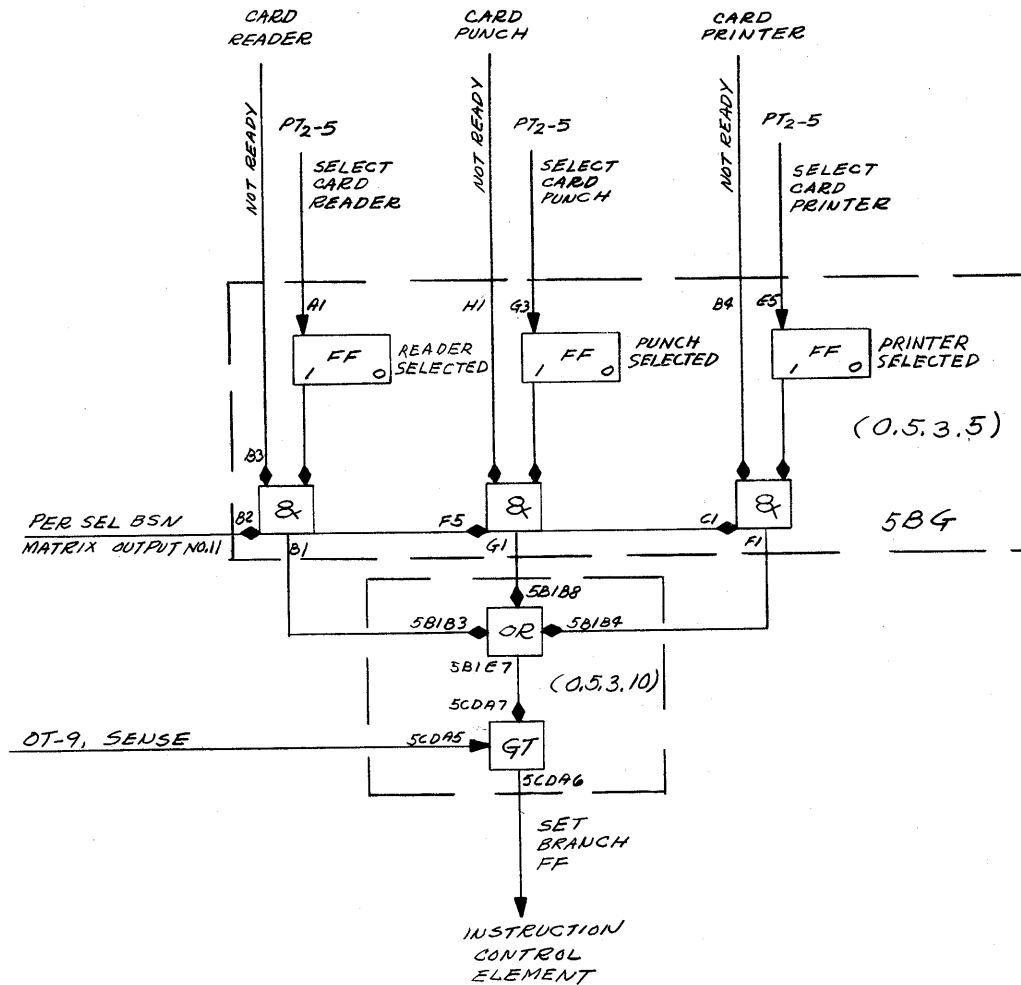 CARD
READER
CARD
PUNCH
CARD
PRINTER
NOT READY
PT2-5
SELECT
CARD
READER
NOT READY
PT2-5
SELECT
CARD
PUNCH
NOT READY
PT2-5
SELECT
CARD
PRINTER
A1
H1
G3
B4
E5
FF
1 0
READER
SELECTED
FF
1 0
PUNCH
SELECTED
FF
1 0
PRINTER
SELECTED
(0.5.3.5)
B3
&
&
&
PER SEL BSN
MATRIX OUTPUT NO.11
B2
F5
C1
5BG
B1
G1
F1
5B1B8
5B1B3
OR
5B1B4
5B1E7
(0.5.3.10)
5CDA7
OT-9, SENSE
5CDA5
GT
5CDA6
SET
BRANCH
FF
INSTRUCTION
CONTROL
ELEMENT